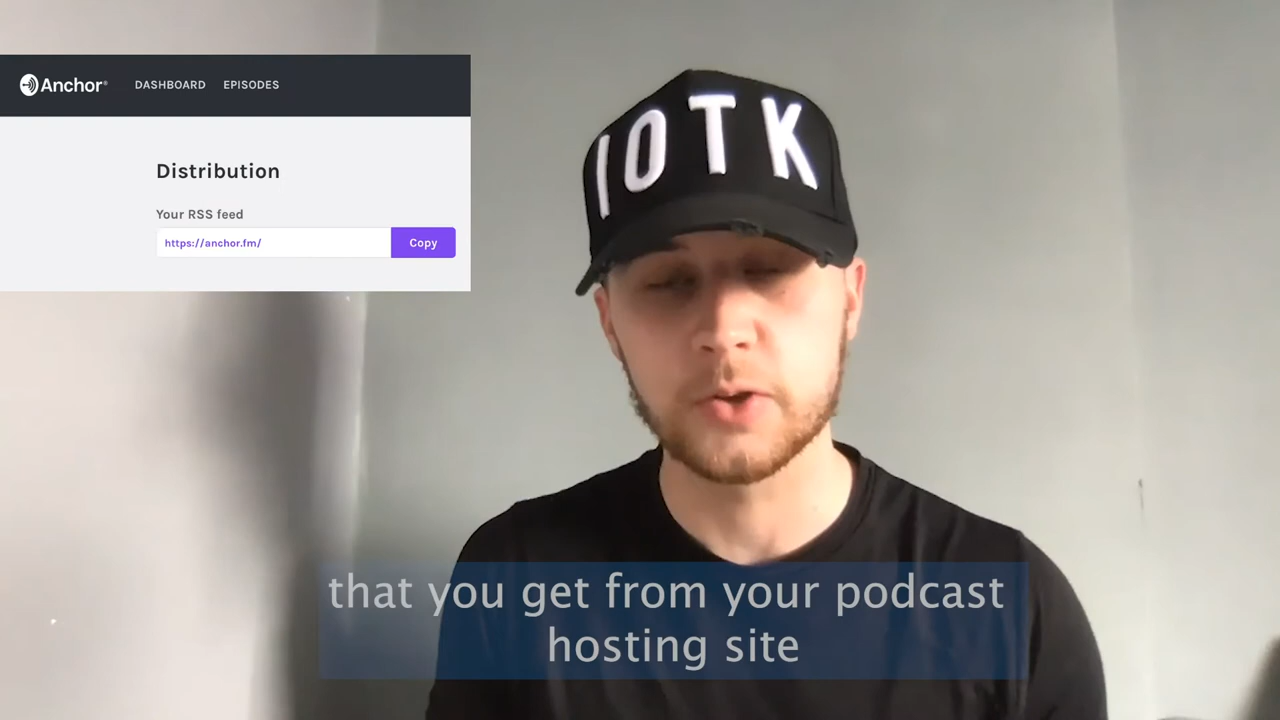 Anchor
DASHBOARD EPISODES
Distribution
Your RSS feed
https://anchor.fm/
Copy
IOTK
that you get from your podcast
hosting site